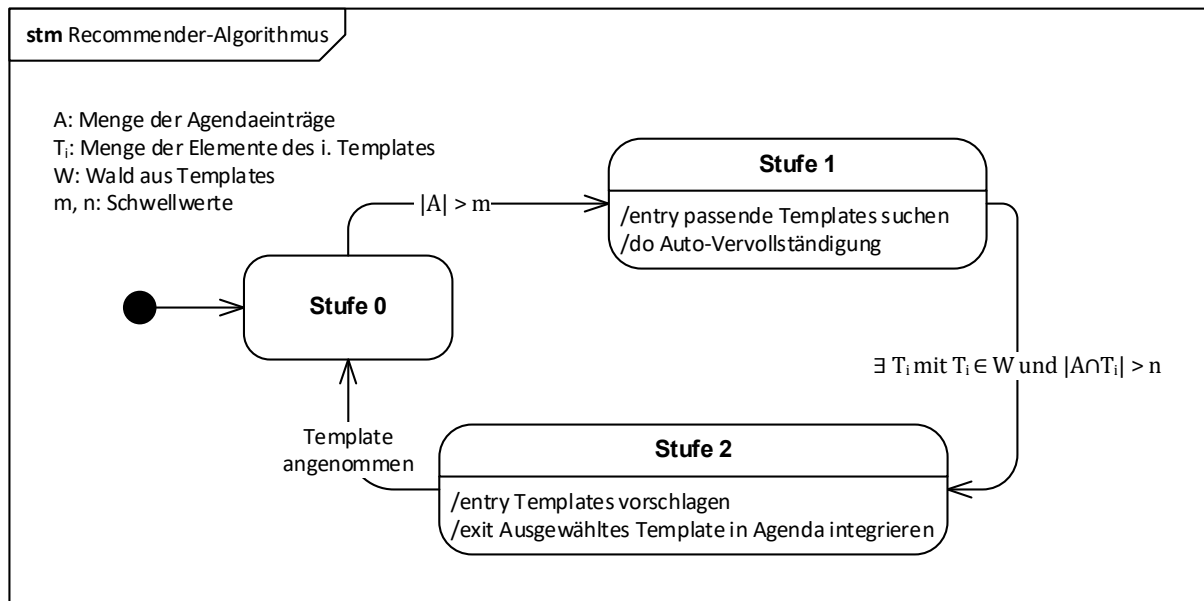 stm Recommender-Algorithmus
A: Menge der Agendaeinträge
Tᵢ: Menge der Elemente des i. Templates
W: Wald aus Templates
m, n: Schwellwerte
Stufe 1
/entry passende Templates suchen
/do Auto-Vervollständigung
|A| > m
Stufe 0
∃ Tᵢ mit Tᵢ ∈ W und |A∩Tᵢ| > n
Template
angenommen
Stufe 2
/entry Templates vorschlagen
/exit Ausgewähltes Template in Agenda integrieren